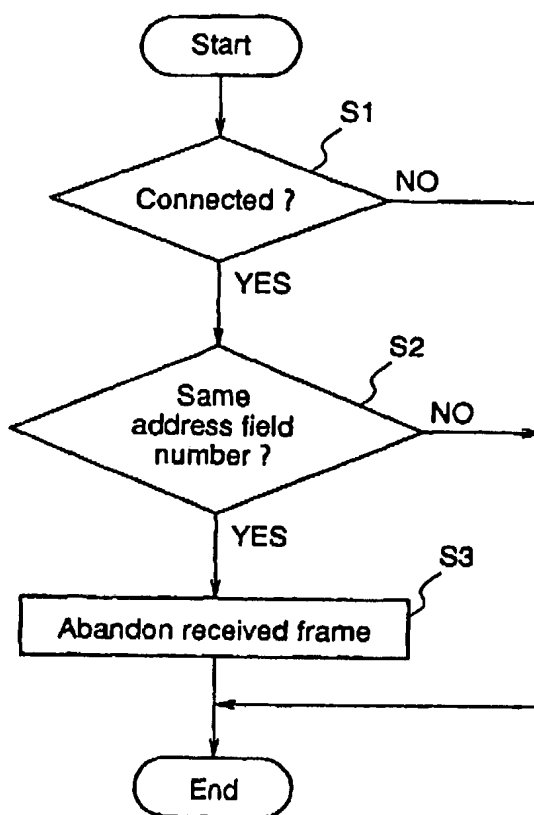 Start
S1
Connected ?
NO
YES
S2
Same
address field
number ?
NO
YES
S3
Abandon received frame
End